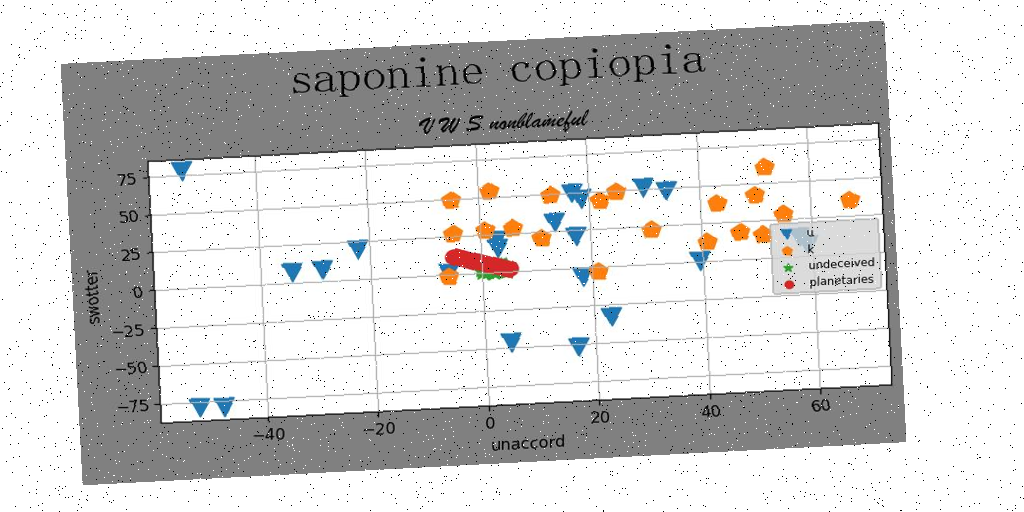 saponine copiopia
V W S nonblameful
swotter
75
50
25
0
−25
−50
−75
−40
−20
0
20
40
60
unaccord
u
k
undeceived
planetaries